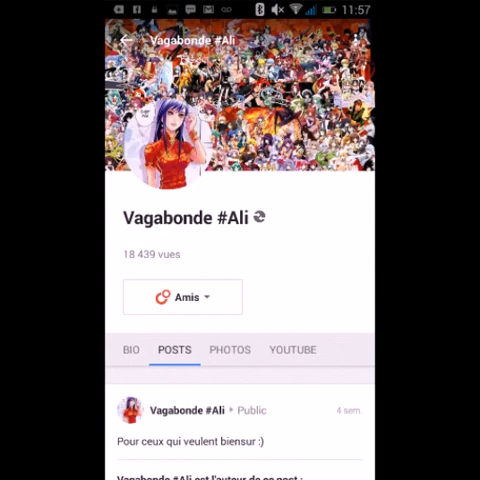 11:57
Vagabonde #Ali
Vagabonde #Ali
18 439 vues
Amis
BIO POSTS PHOTOS YOUTUBE
Vagabonde #Ali Public 4 sem.
Pour ceux qui veulent biensur :)
Vagabonde #Ali est l'auteur de ce post :